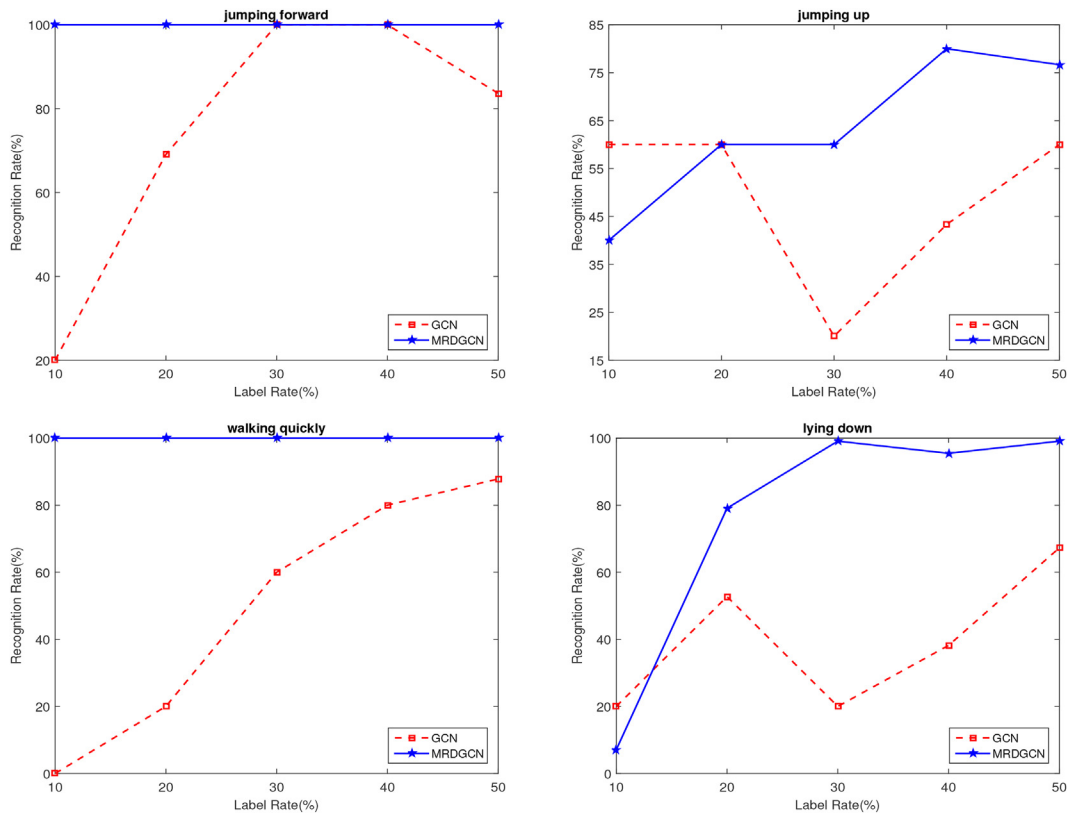 jumping forward
100
80
60
40
20
Recognition Rate(%)
10 20 30 40 50
Label Rate(%)
GCN
MRDGCN
jumping up
85
75
65
55
45
35
25
15
Recognition Rate(%)
10 20 30 40 50
Label Rate(%)
GCN
MRDGCN
walking quickly
100
80
60
40
20
0
Recognition Rate(%)
10 20 30 40 50
Label Rate(%)
GCN
MRDGCN
lying down
100
80
60
40
20
0
Recognition Rate(%)
10 20 30 40 50
Label Rate(%)
GCN
MRDGCN